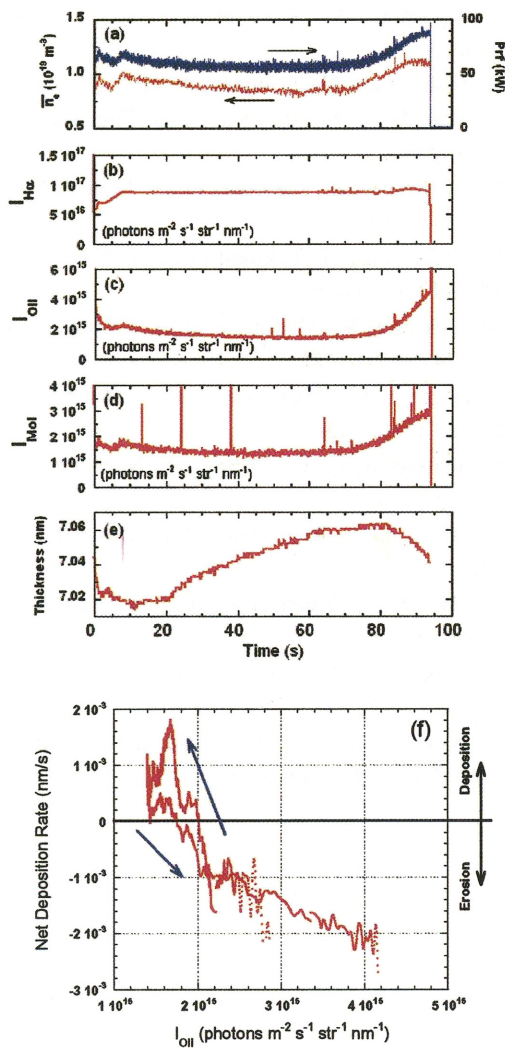 (a)
n̄e (10¹⁹ m⁻³)
1.5
1.0
0.5
100
50
0
Prf (kW)
(b)
I Hα
1.5 10¹⁷
1 10¹⁷
5 10¹⁶
0
(photons m⁻² s⁻¹ str⁻¹ nm⁻¹)
(c)
I OII
6 10¹⁵
4 10¹⁵
2 10¹⁵
0
(photons m⁻² s⁻¹ str⁻¹ nm⁻¹)
(d)
I MoI
4 10¹⁵
3 10¹⁵
2 10¹⁵
1 10¹⁵
0
(photons m⁻² s⁻¹ str⁻¹ nm⁻¹)
(e)
Thickness (nm)
7.06
7.04
7.02
0 20 40 60 80 100
Time (s)
(f)
Net Deposition Rate (nm/s)
2 10⁻³
1 10⁻³
0
-1 10⁻³
-2 10⁻³
-3 10⁻³
Deposition
Erosion
1 10¹⁵ 2 10¹⁵ 3 10¹⁵ 4 10¹⁵ 5 10¹⁵
I OII (photons m⁻² s⁻¹ str⁻¹ nm⁻¹)